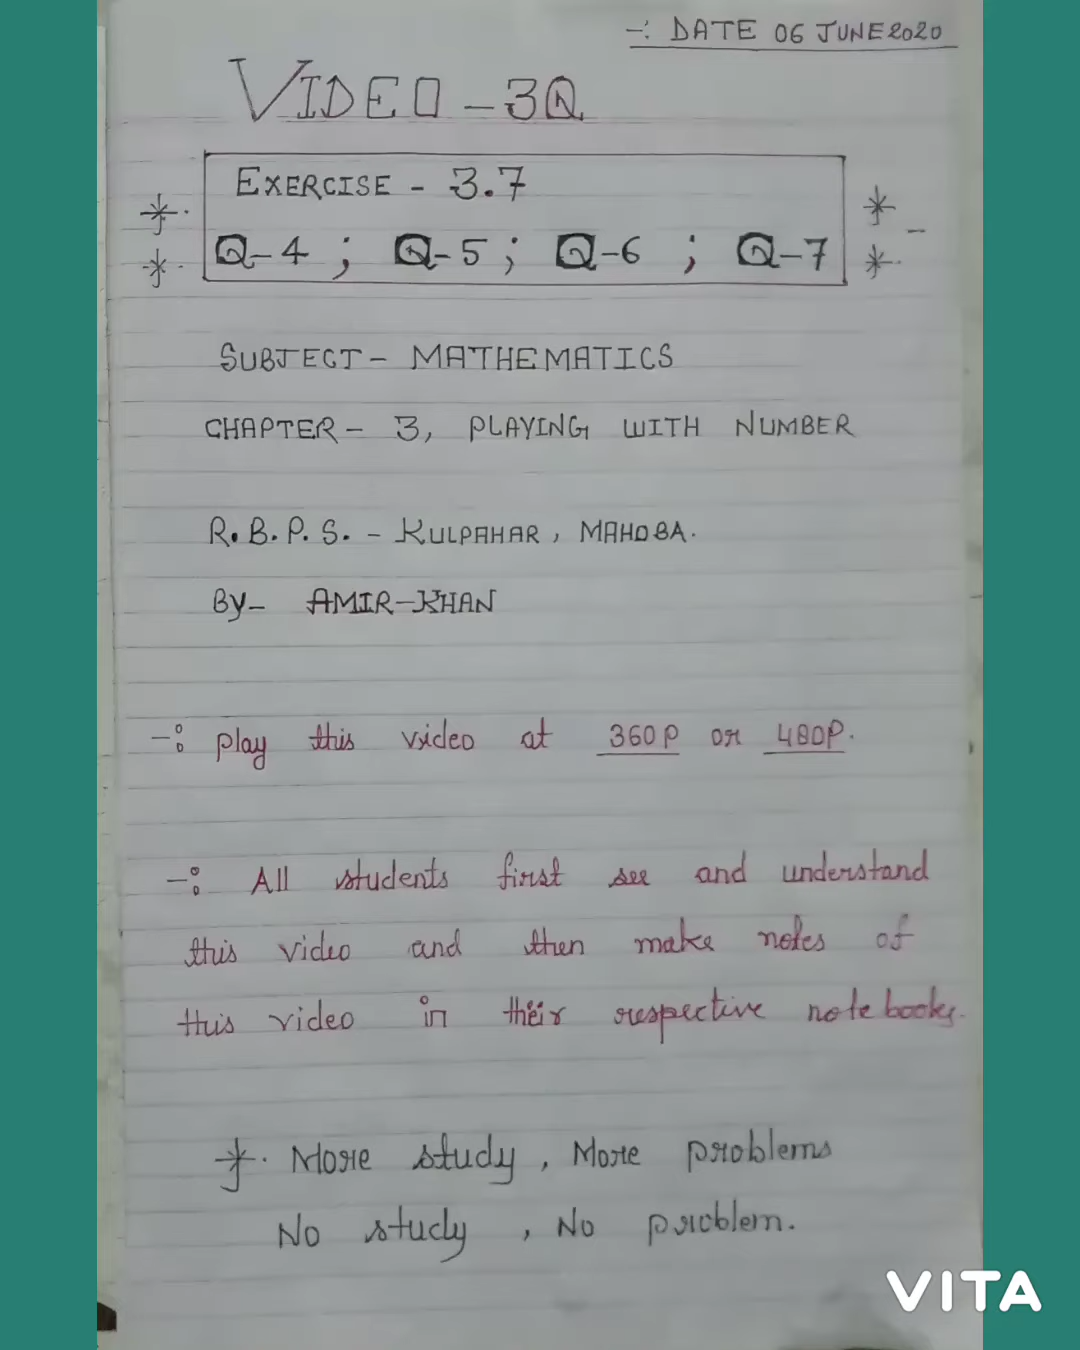 -: DATE 06 JUNE 2020
VIDEO - 3Q
EXERCISE - 3.7
Q-4 ; Q-5 ; Q-6 ; Q-7
SUBJECT - MATHEMATICS
CHAPTER - 3, PLAYING WITH NUMBER
R.B.P.S. - KULPAHAR, MAHOBA.
By- AMIR-KHAN
-: play this video at 360P or 480P.
-: All students first see and understand
this video and then make notes of
this video in their respective notebooks.
*. More study, More problems
No study, No problem.
VITA